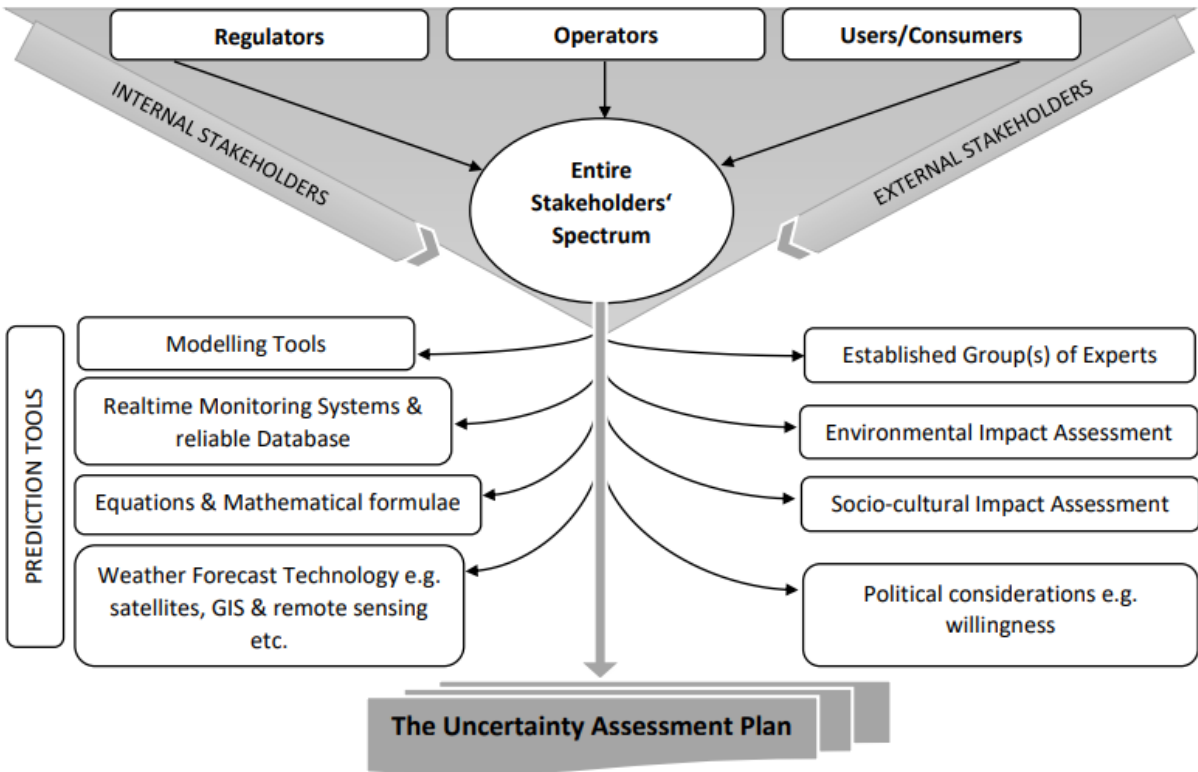 Regulators
Operators
Users/Consumers
INTERNAL STAKEHOLDERS
EXTERNAL STAKEHOLDERS
Entire
Stakeholders‘
Spectrum
PREDICTION TOOLS
Modelling Tools
Realtime Monitoring Systems &
reliable Database
Equations & Mathematical formulae
Weather Forecast Technology e.g.
satellites, GIS & remote sensing
etc.
Established Group(s) of Experts
Environmental Impact Assessment
Socio-cultural Impact Assessment
Political considerations e.g.
willingness
The Uncertainty Assessment Plan